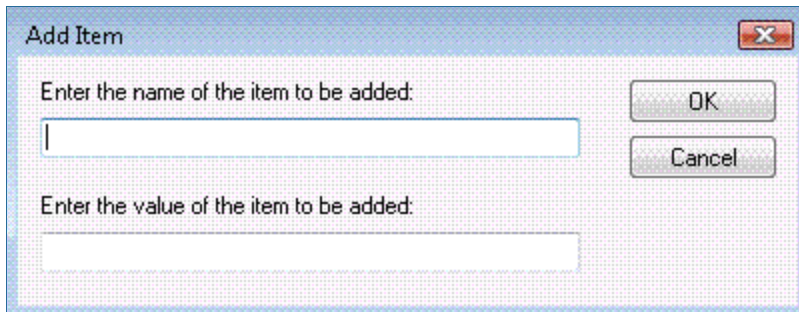 Add Item
Enter the name of the item to be added:
OK
Cancel
Enter the value of the item to be added: